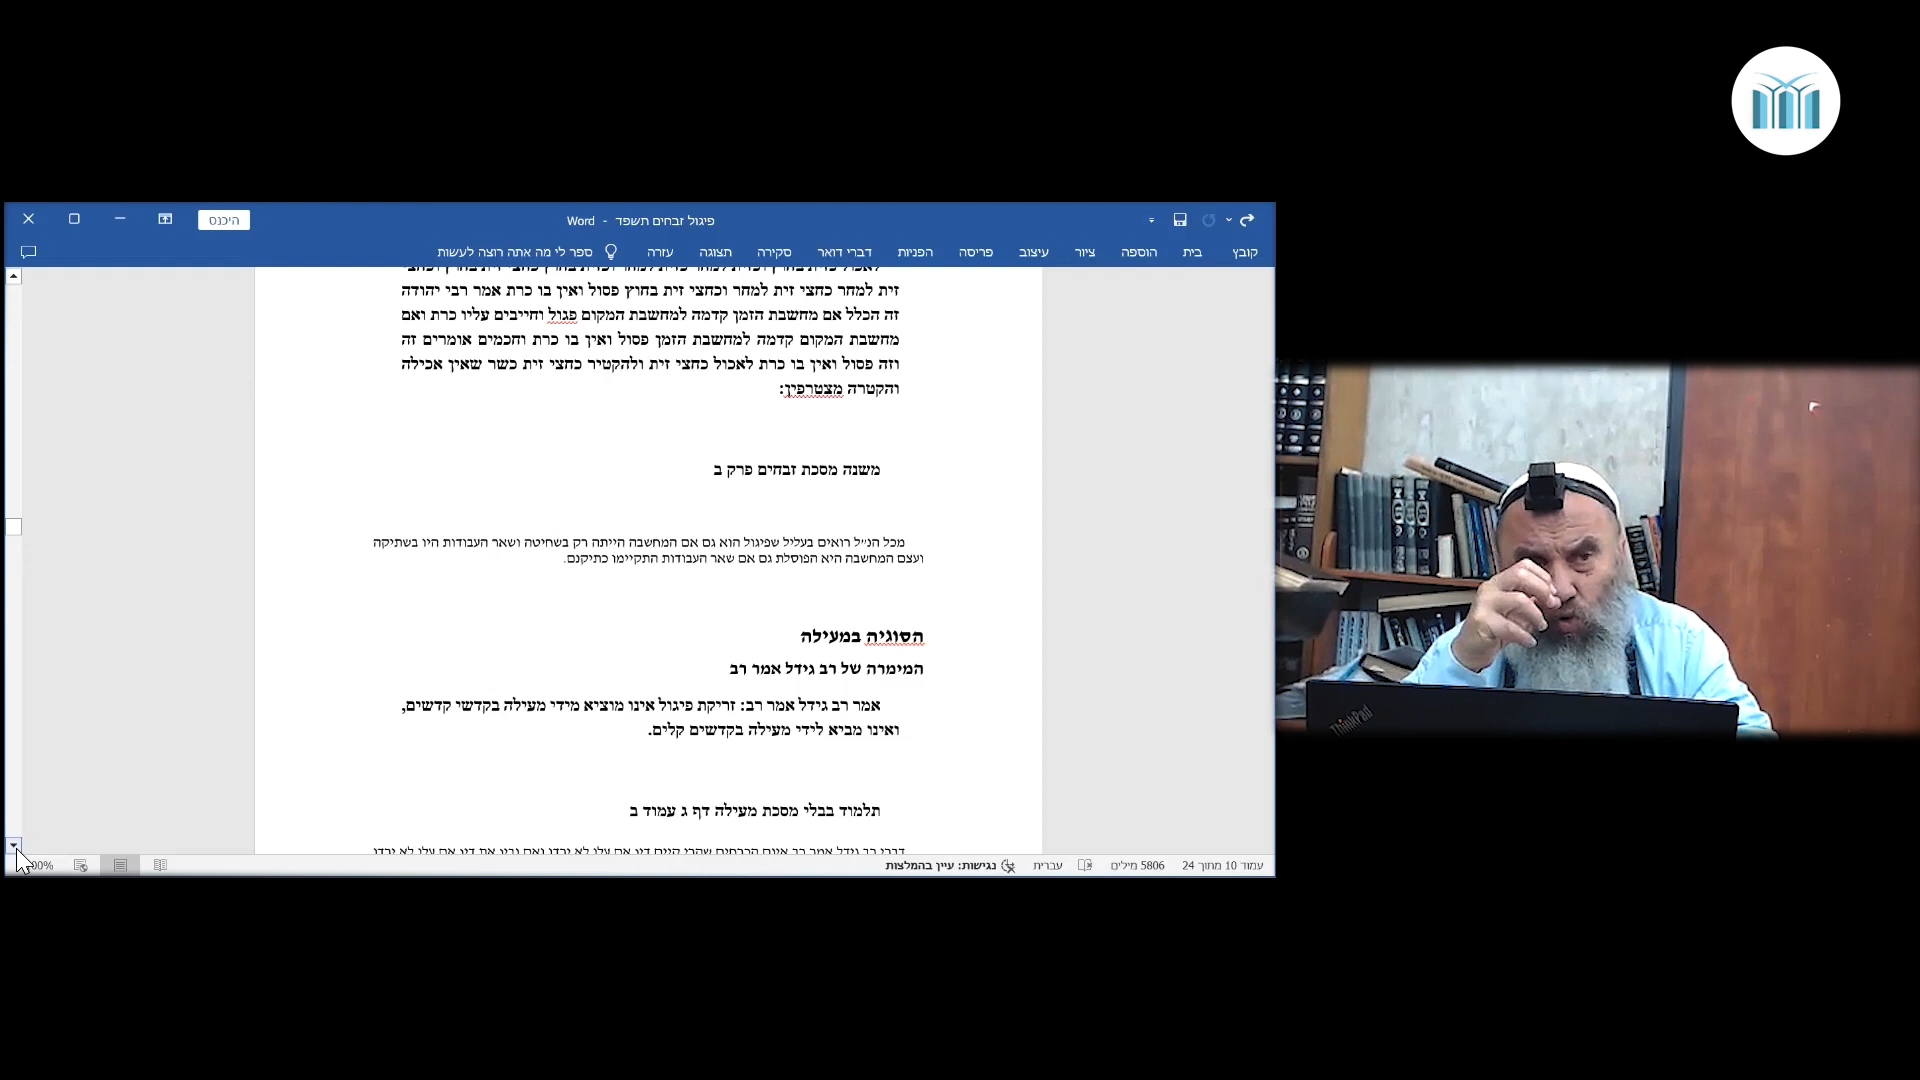 היכנס
פיגול זבחים תשפד - Word
קובץ בית הוספה ציור עיצוב פריסה הפניות דברי דואר סקירה תצוגה עזרה ספר לי מה אתה רוצה לעשות
זית למחר כחצי זית למחר וכחצי זית בחוץ פסול ואין בו כרת אמר רבי יהודה
זה הכלל אם מחשבת הזמן קדמה למחשבת המקום פגול וחייבים עליו כרת ואם
מחשבת המקום קדמה למחשבת הזמן פסול ואין בו כרת וחכמים אומרים זה
וזה פסול ואין בו כרת לאכול כחצי זית ולהקטיר כחצי זית כשר שאין אכילה
והקטרה מצטרפין:
משנה מסכת זבחים פרק ב
מכל הנ״ל רואים בעליל שפיגול הוא גם אם המחשבה הייתה רק בשחיטה ושאר העבודות היו בשתיקה
ועצם המחשבה היא הפוסלת גם אם שאר העבודות התקיימו כתיקנם.
הסוגיה במעילה
המימרה של רב גידל אמר רב
אמר רב גידל אמר רב: זריקת פיגול אינו מוציא מידי מעילה בקדשי קדשים,
ואינו מביא לידי מעילה בקדשים קלים.
תלמוד בבלי מסכת מעילה דף ג עמוד ב
עמוד 10 מתוך 24 5806 מילים עברית נגישות: עיין בהמלצות
ThinkPad